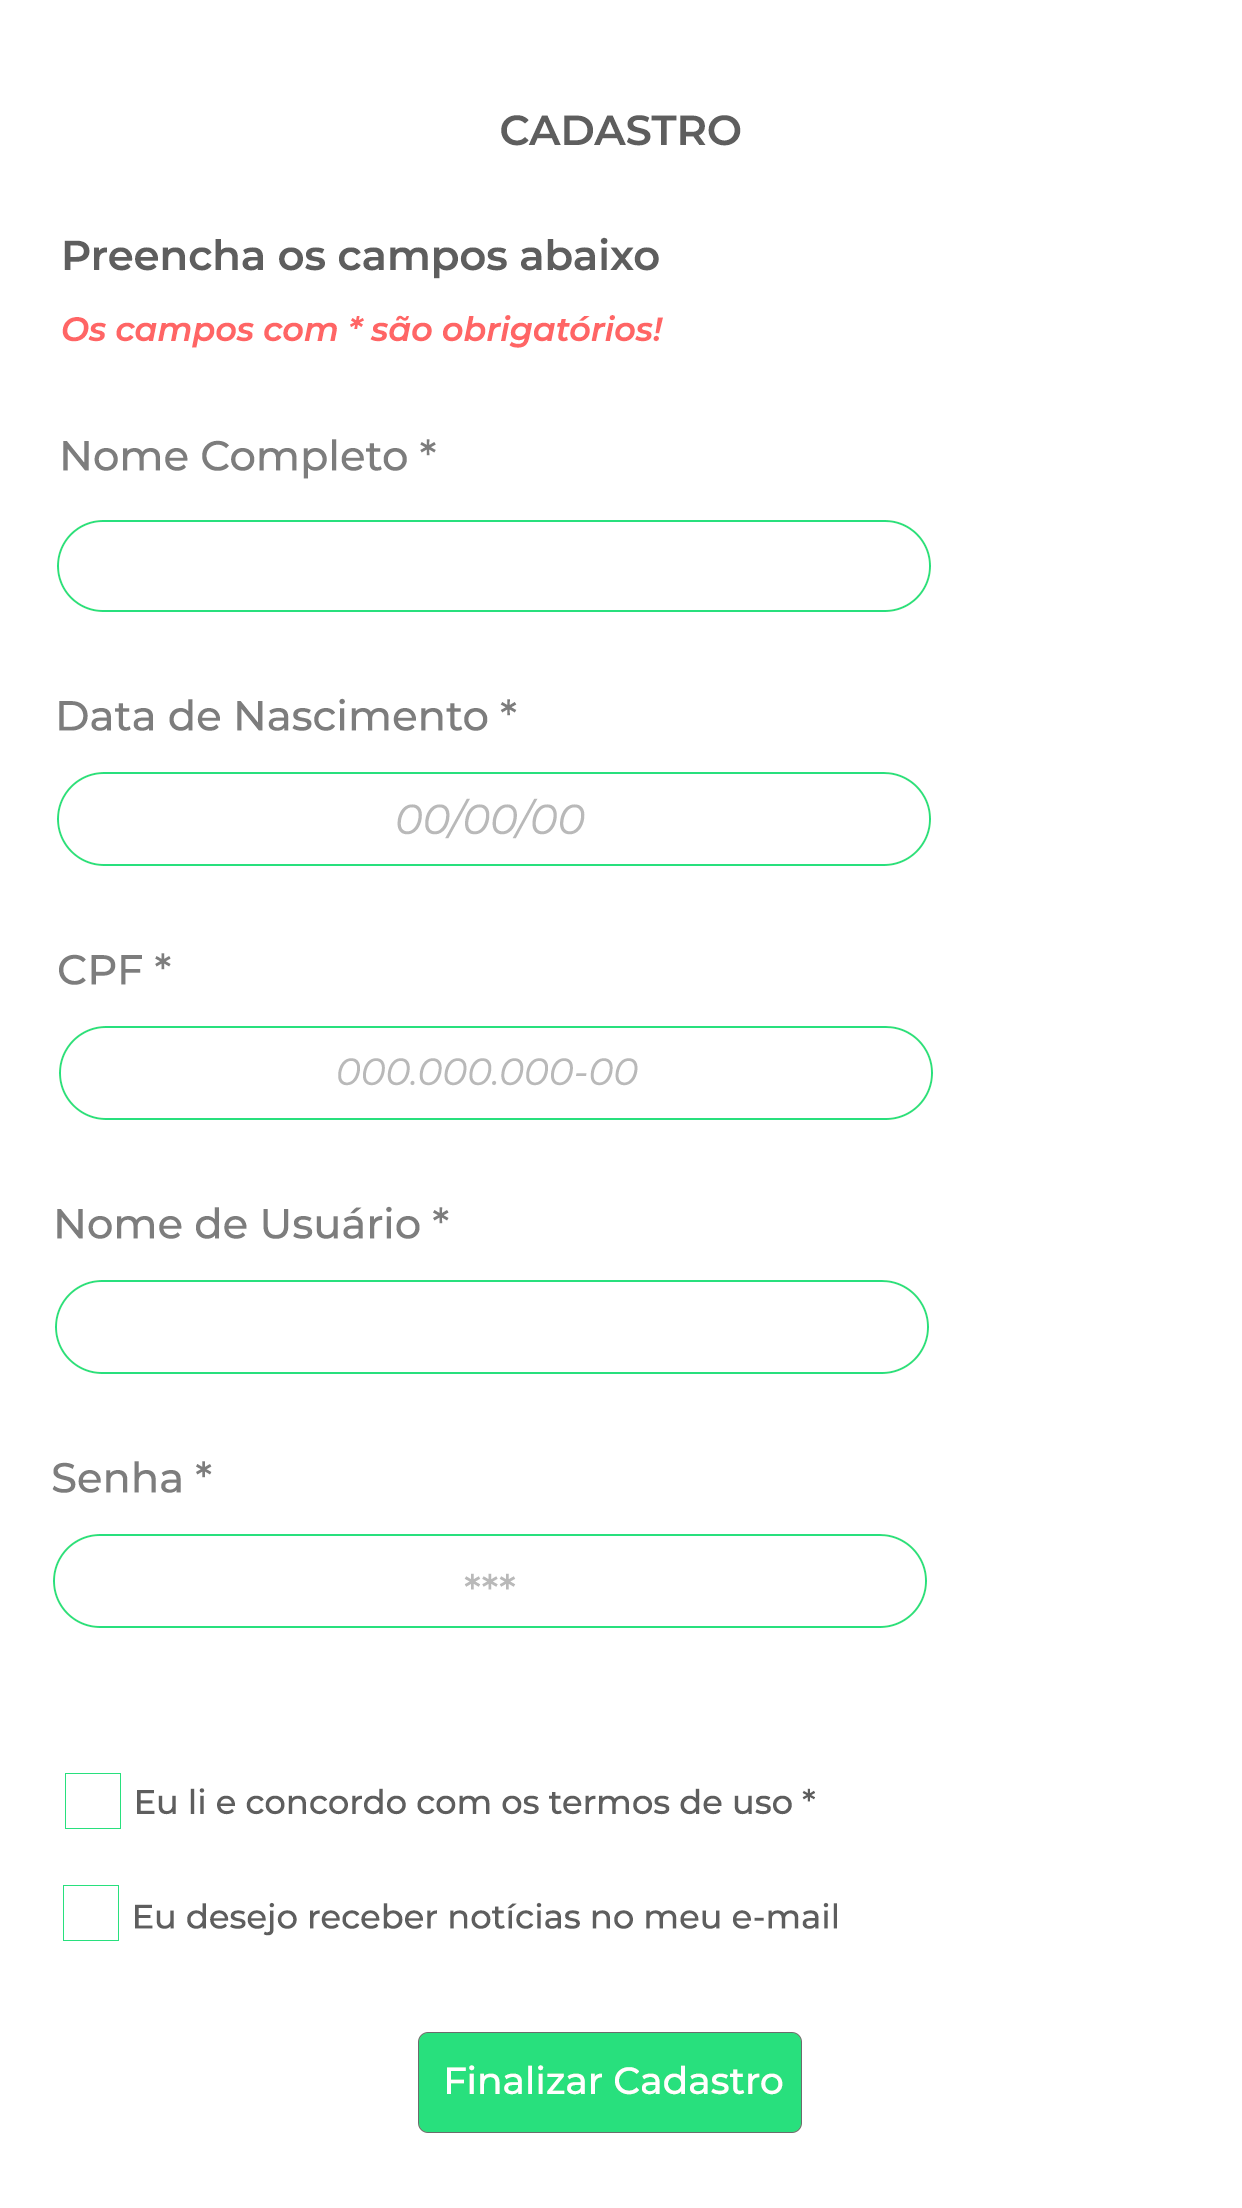 CADASTRO
Preencha os campos abaixo
Os campos com * são obrigatórios!
Nome Completo *
Data de Nascimento *
00/00/00
CPF *
000.000.000-00
Nome de Usuário *
Senha *
***
Eu li e concordo com os termos de uso *
Eu desejo receber notícias no meu e-mail
Finalizar Cadastro